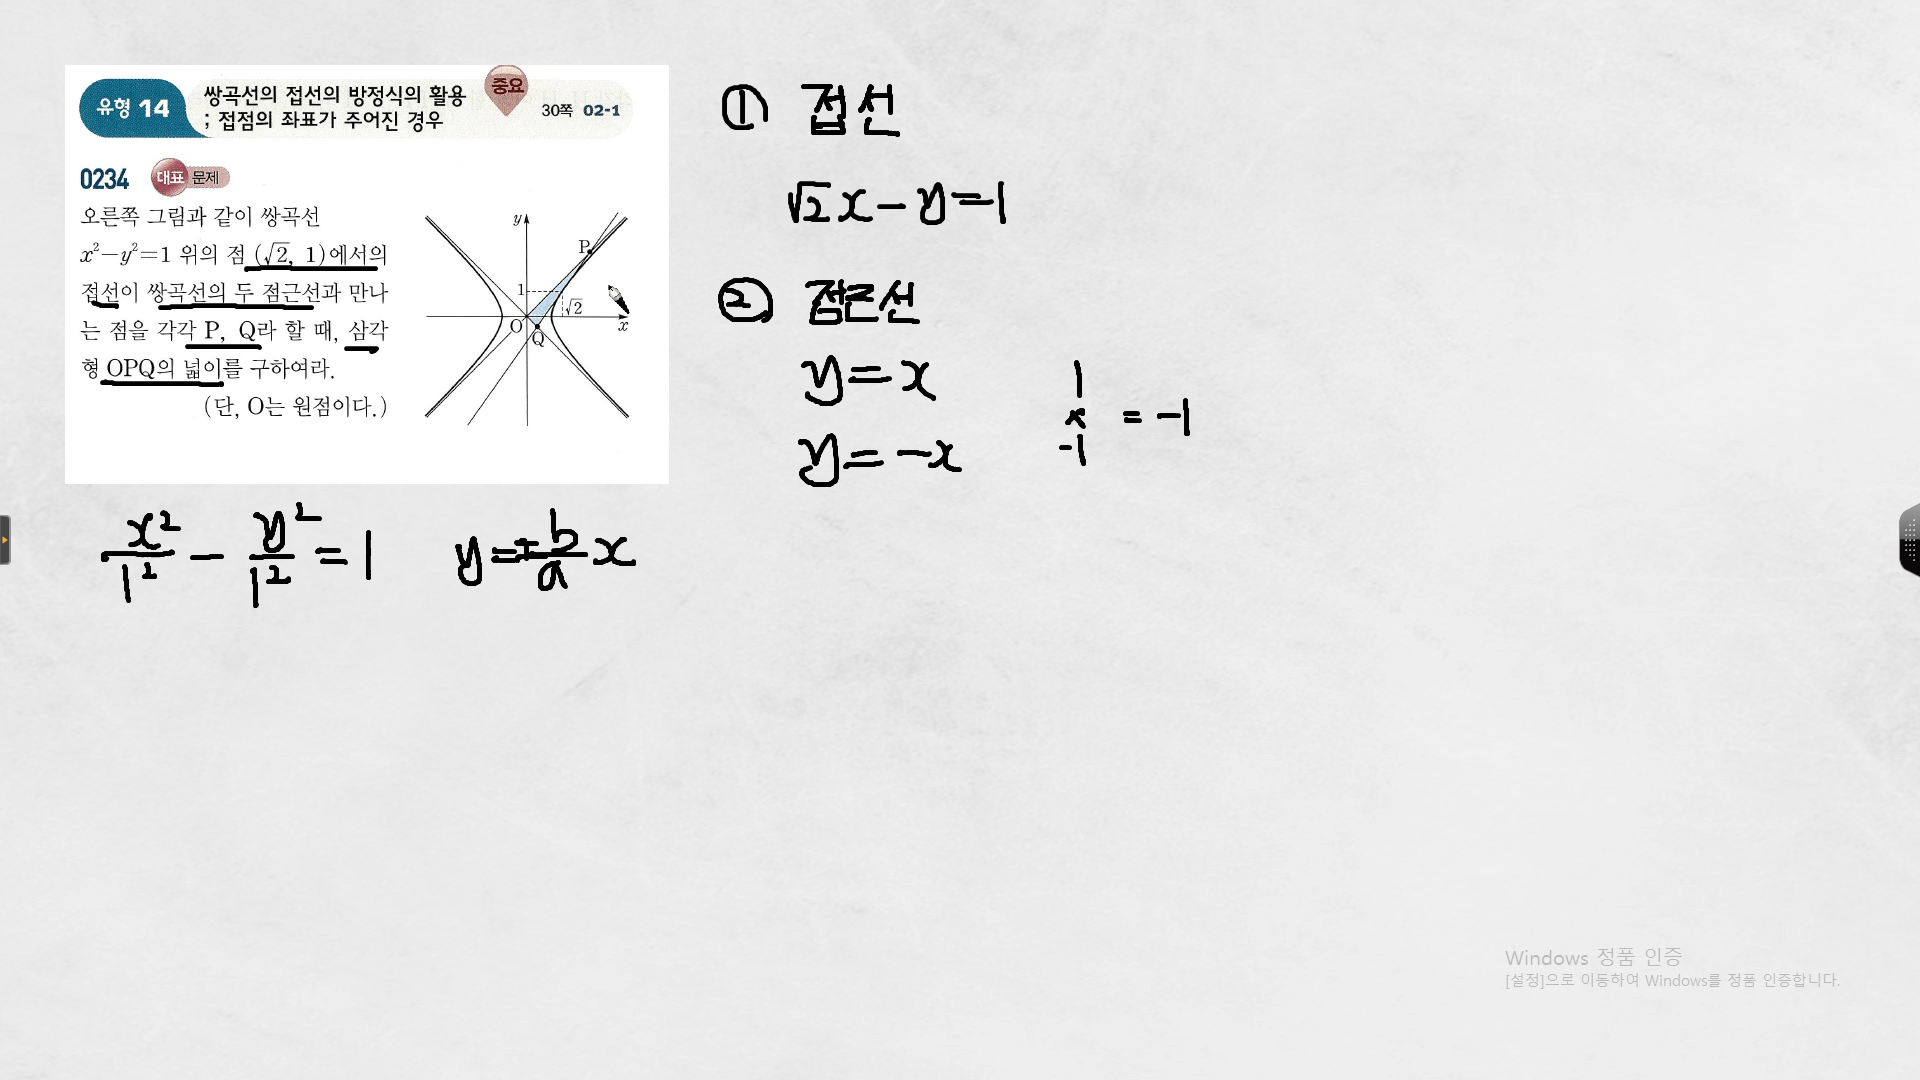 유형 14
쌍곡선의 접선의 방정식의 활용
; 접점의 좌표가 주어진 경우
중요
30쪽 02-1
0234 대표 문제
오른쪽 그림과 같이 쌍곡선
x²-y²=1 위의 점 (√2, 1)에서의
접선이 쌍곡선의 두 점근선과 만나
는 점을 각각 P, Q라 할 때, 삼각
형 OPQ의 넓이를 구하여라.
(단, O는 원점이다.)
y
P
1
√2
O
x
Q
x²/1² - y²/1² = 1
y=±b/a x
① 접선
√2x-y=1
② 점근선
y=x
y=-x
1
×
-1
= -1
Windows 정품 인증
[설정]으로 이동하여 Windows를 정품 인증합니다.